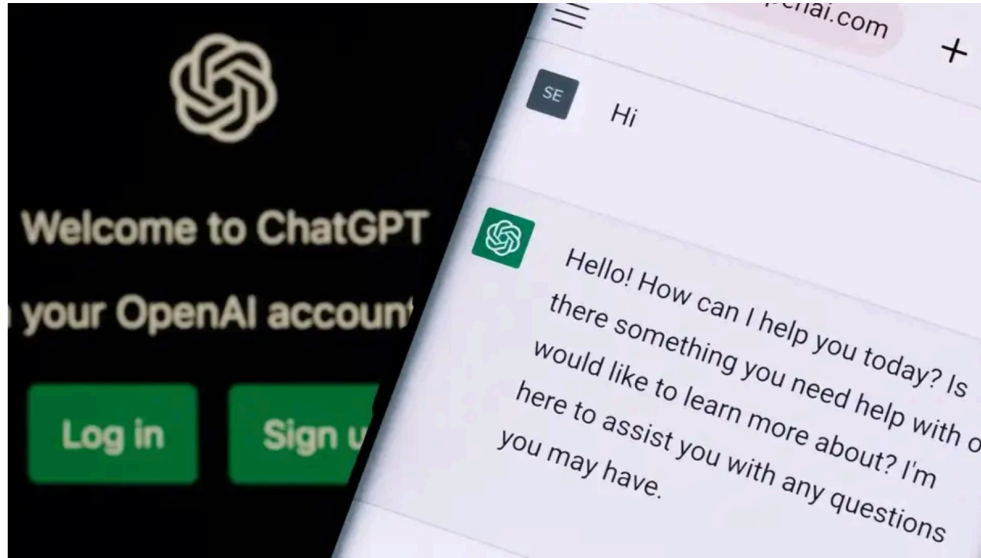 Welcome to ChatGPT
your OpenAI account
Log in
Sign u
enai.com
SE
Hi
Hello! How can I help you today? Is
there something you need help with o
would like to learn more about? I'm
here to assist you with any questions
you may have.